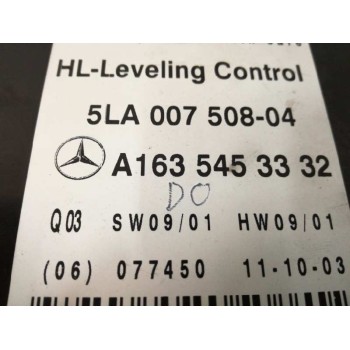 HL-Leveling Control
5LA 007 508-04
A163 545 33 32
DO
Q03 SW09/01 HW09/01
(06) 077450 11-10-03